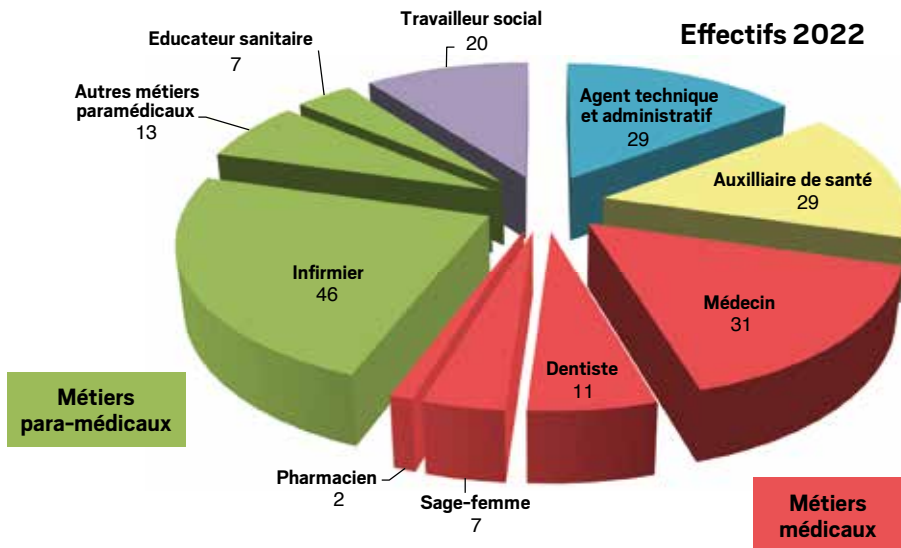 Effectifs 2022
Travailleur social
20
Educateur sanitaire
7
Autres métiers
paramédicaux
13
Agent technique
et administratif
29
Auxilliaire de santé
29
Infirmier
46
Médecin
31
Dentiste
11
Métiers
para-médicaux
Pharmacien
2
Sage-femme
7
Métiers
médicaux